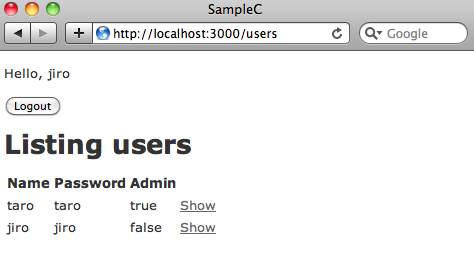 SampleC
http://localhost:3000/users
Google
Hello, jiro
Logout
Listing users
Name Password Admin
taro taro true Show
jiro jiro false Show